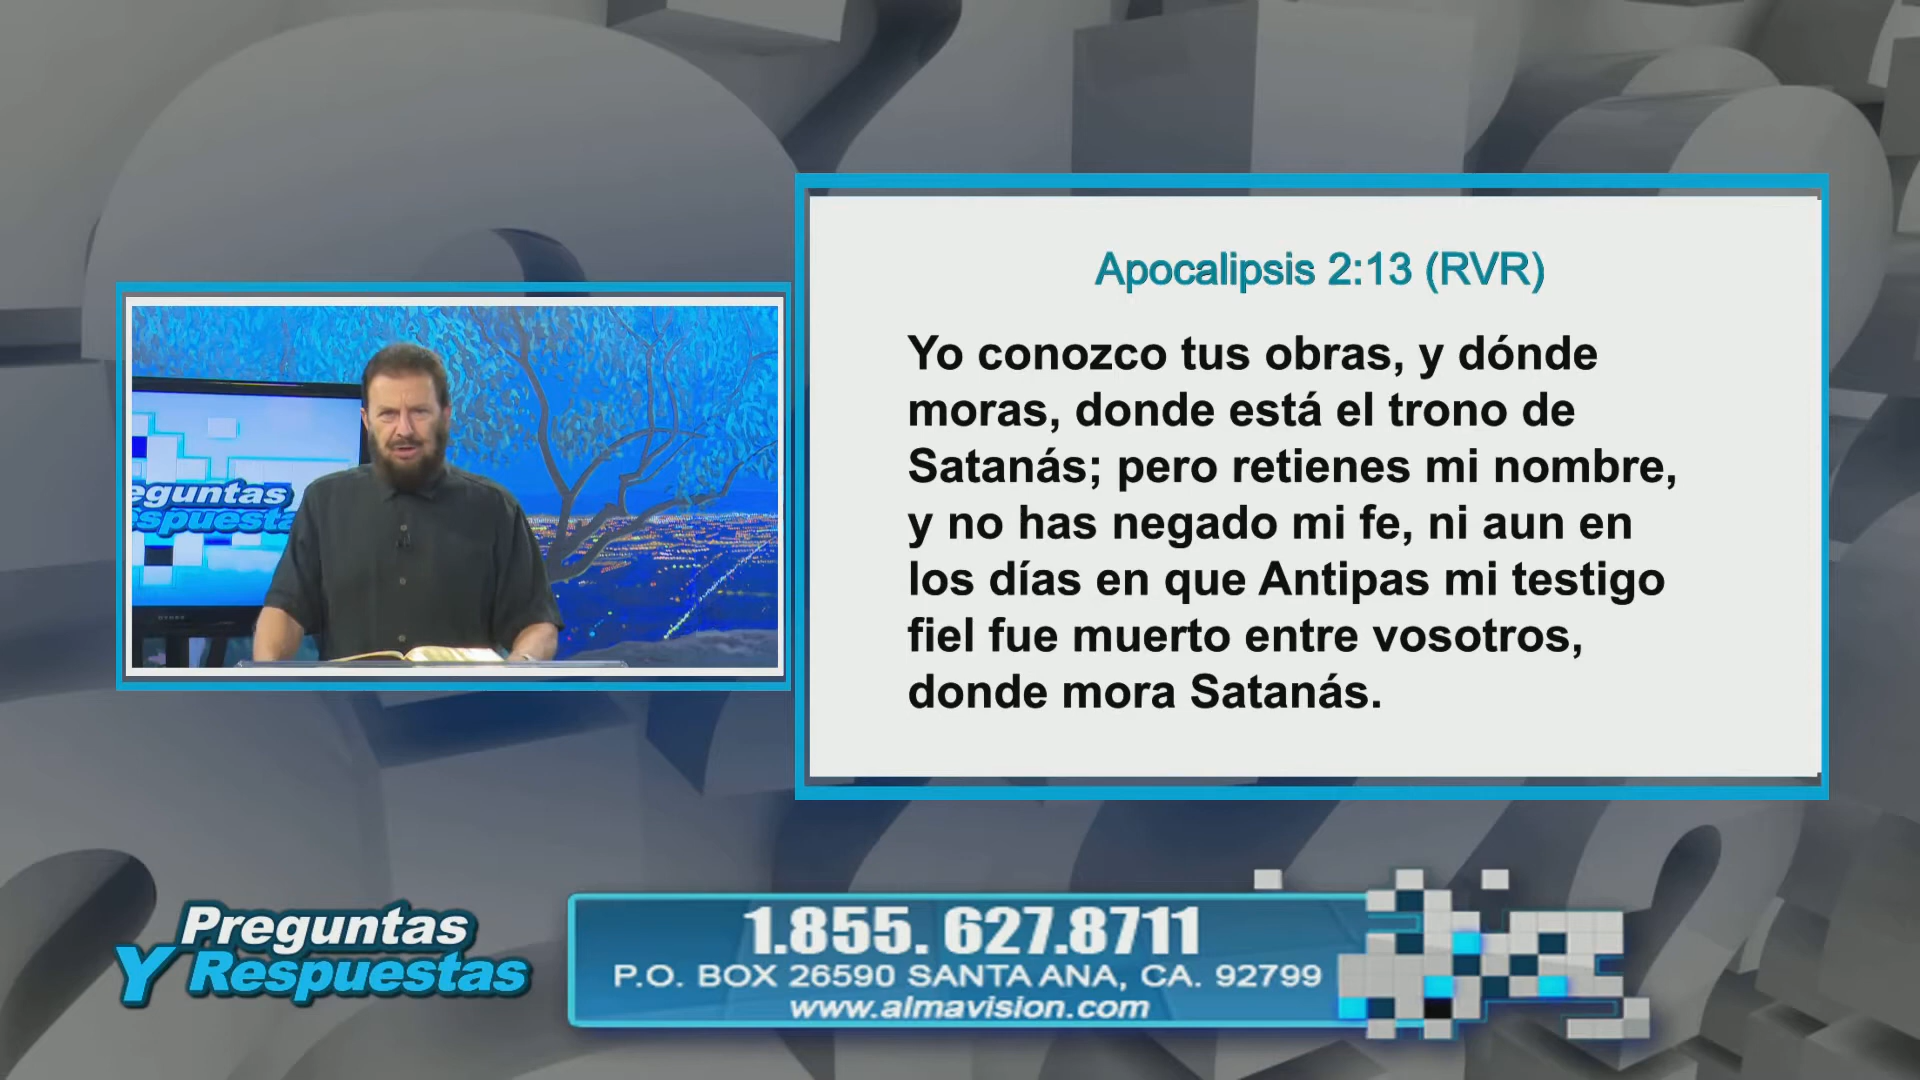 Apocalipsis 2:13 (RVR)
Yo conozco tus obras, y dónde
moras, donde está el trono de
Satanás; pero retienes mi nombre,
y no has negado mi fe, ni aun en
los días en que Antipas mi testigo
fiel fue muerto entre vosotros,
donde mora Satanás.
eguntas
espuesta
Preguntas
Y Respuestas
1.855. 627.8711
P.O. BOX 26590 SANTA ANA, CA. 92799
www.almavision.com